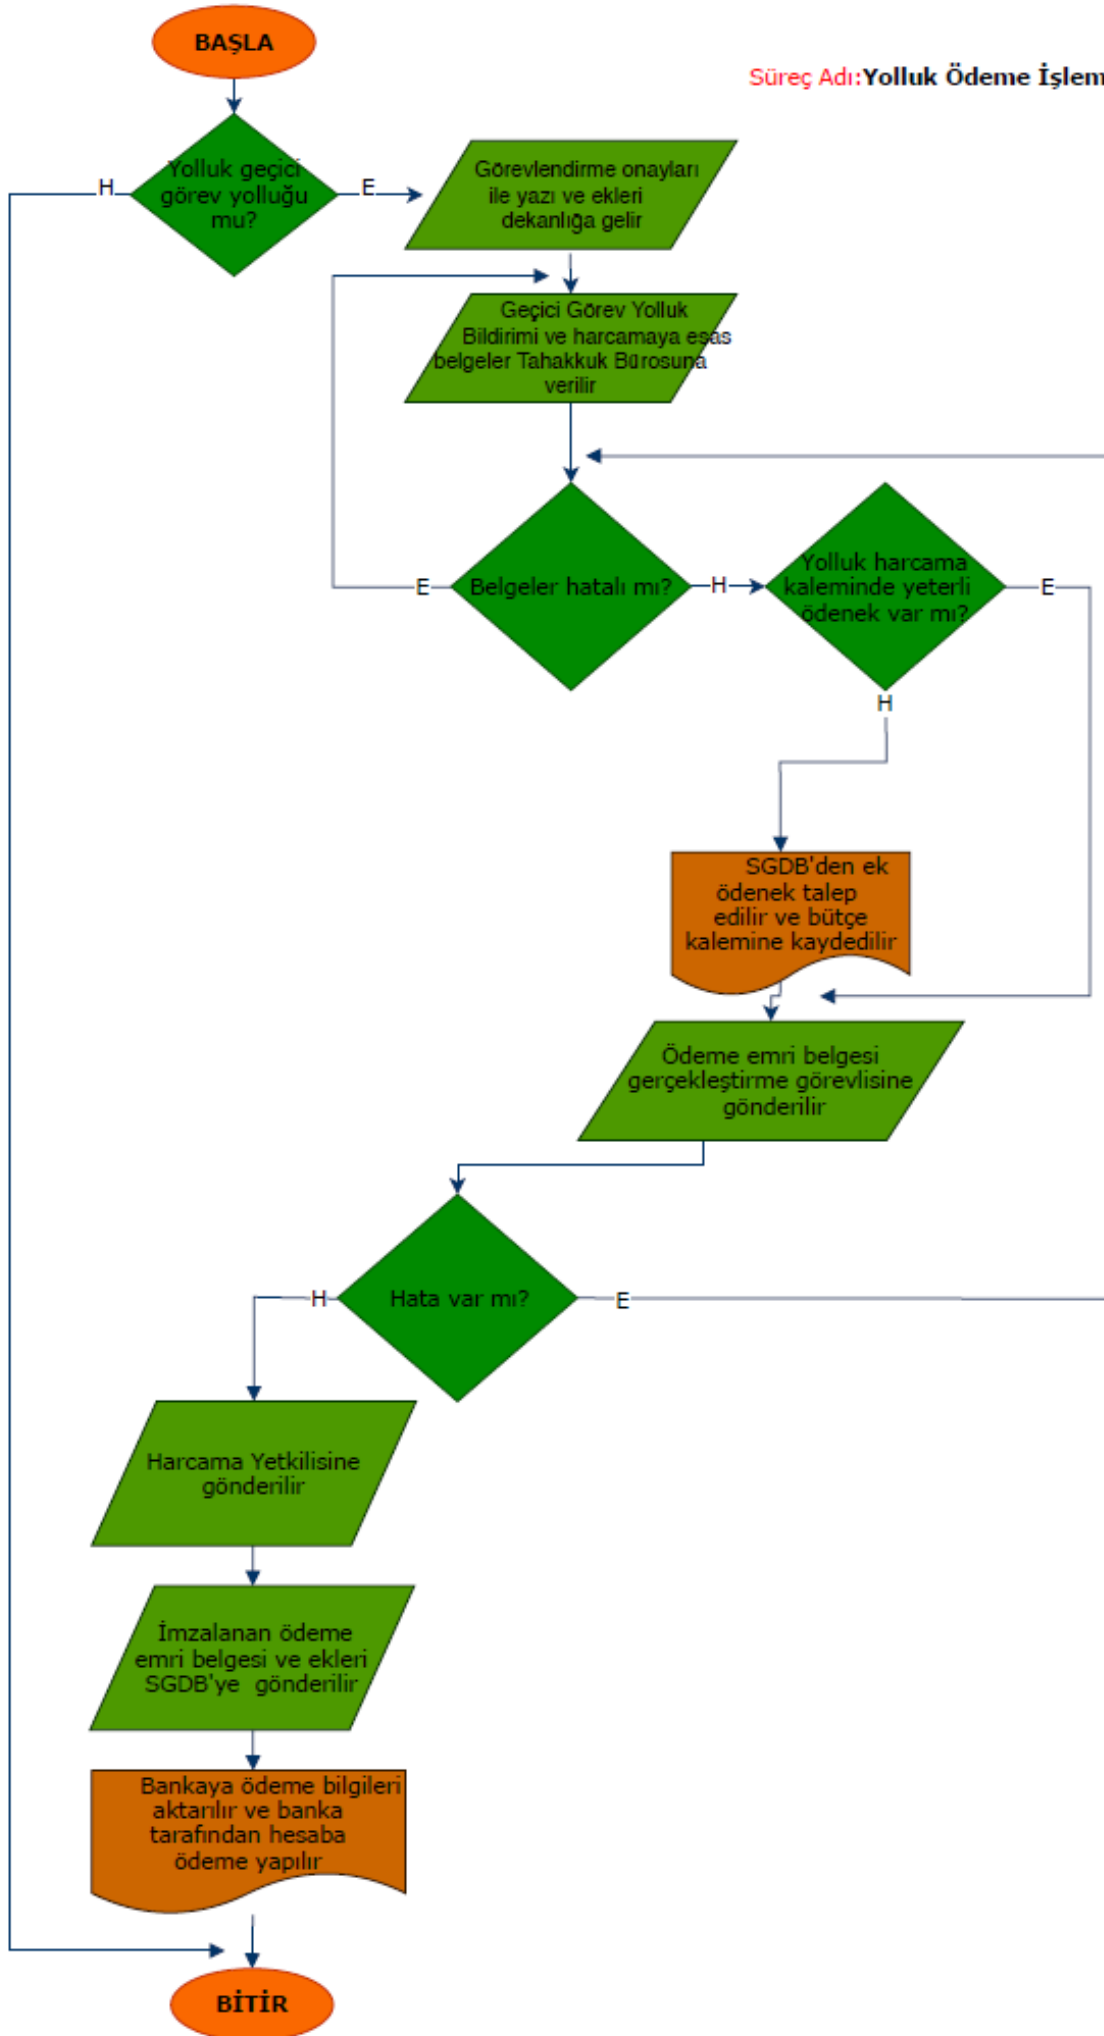 BAŞLA
Süreç Adı:Yolluk Ödeme İşlem
Yolluk geçici
görev yolluğu
mu?
H
E
Görevlendirme onayları
ile yazı ve ekleri
dekanlığa gelir
Geçici Görev Yolluk
Bildirimi ve harcamaya esas
belgeler Tahakkuk Bürosuna
verilir
Belgeler hatalı mı?
E
H
Yolluk harcama
kaleminde yeterli
ödenek var mı?
E
H
SGDB'den ek
ödenek talep
edilir ve bütçe
kalemine kaydedilir
Ödeme emri belgesi
gerçekleştirme görevlisine
gönderilir
H
Hata var mı?
E
Harcama Yetkilisine
gönderilir
İmzalanan ödeme
emri belgesi ve ekleri
SGDB'ye gönderilir
Bankaya ödeme bilgileri
aktarılır ve banka
tarafından hesaba
ödeme yapılır
BİTİR